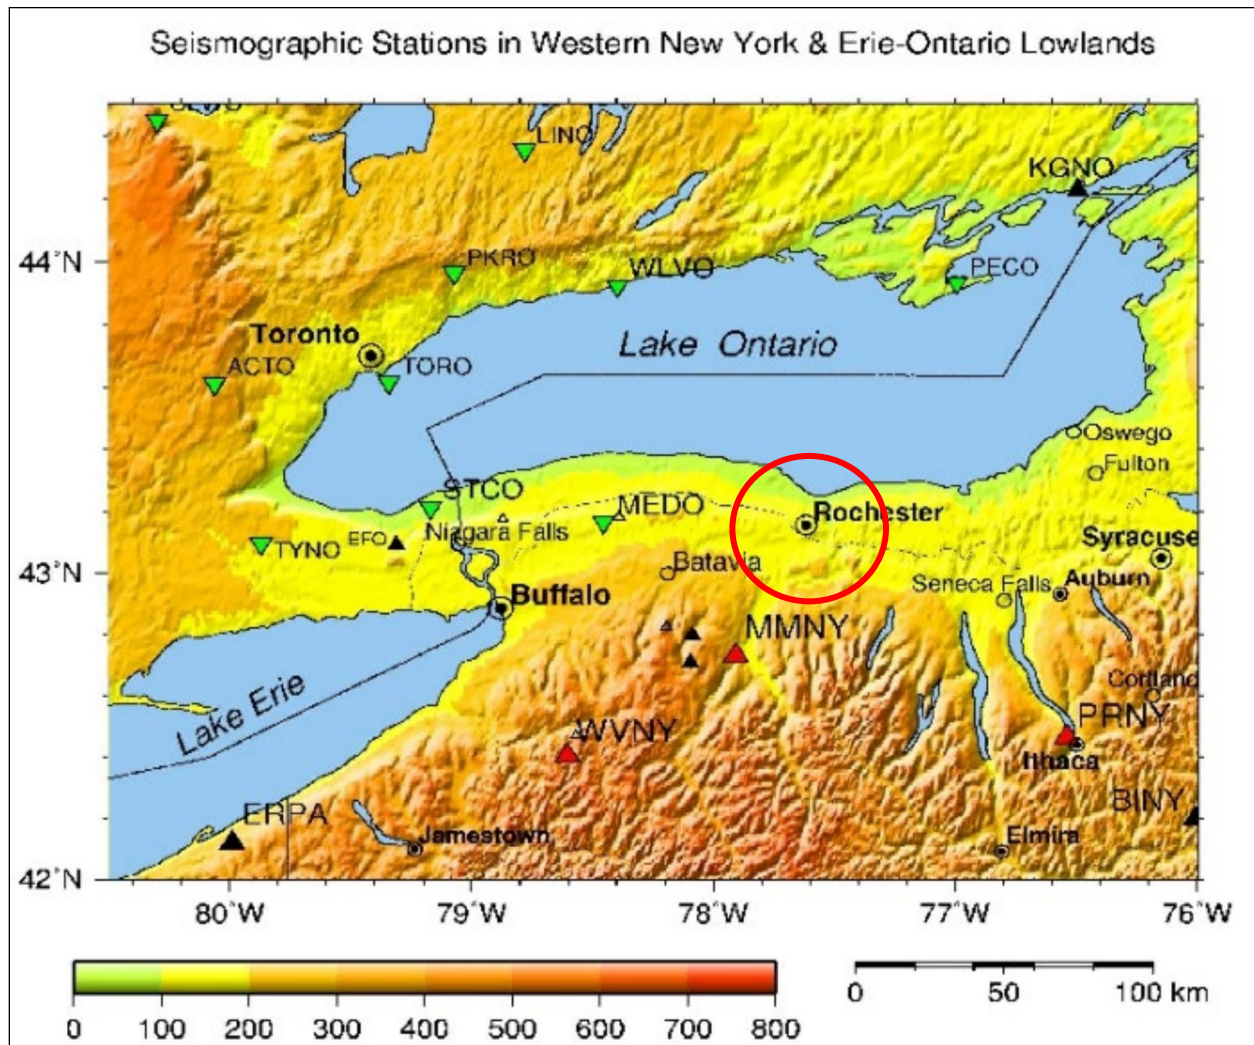 Seismographic Stations in Western New York & Erie-Ontario Lowlands
LINO
KGNO
44°N
PKRO
WLVO
PECO
Toronto
Lake Ontario
ACTO
TORO
Oswego
Fulton
STCO
MEDO
Rochester
Niagara Falls
EFO
TYNO
Syracuse
43°N
Batavia
Seneca Falls
Auburn
Buffalo
MMNY
Cortland
Lake Erie
WVNY
PRNY
Ithaca
BINY
ERPA
Jamestown
Elmira
42°N
80°W
79°W
78°W
77°W
76°W
0
50
100 km
0
100
200
300
400
500
600
700
800